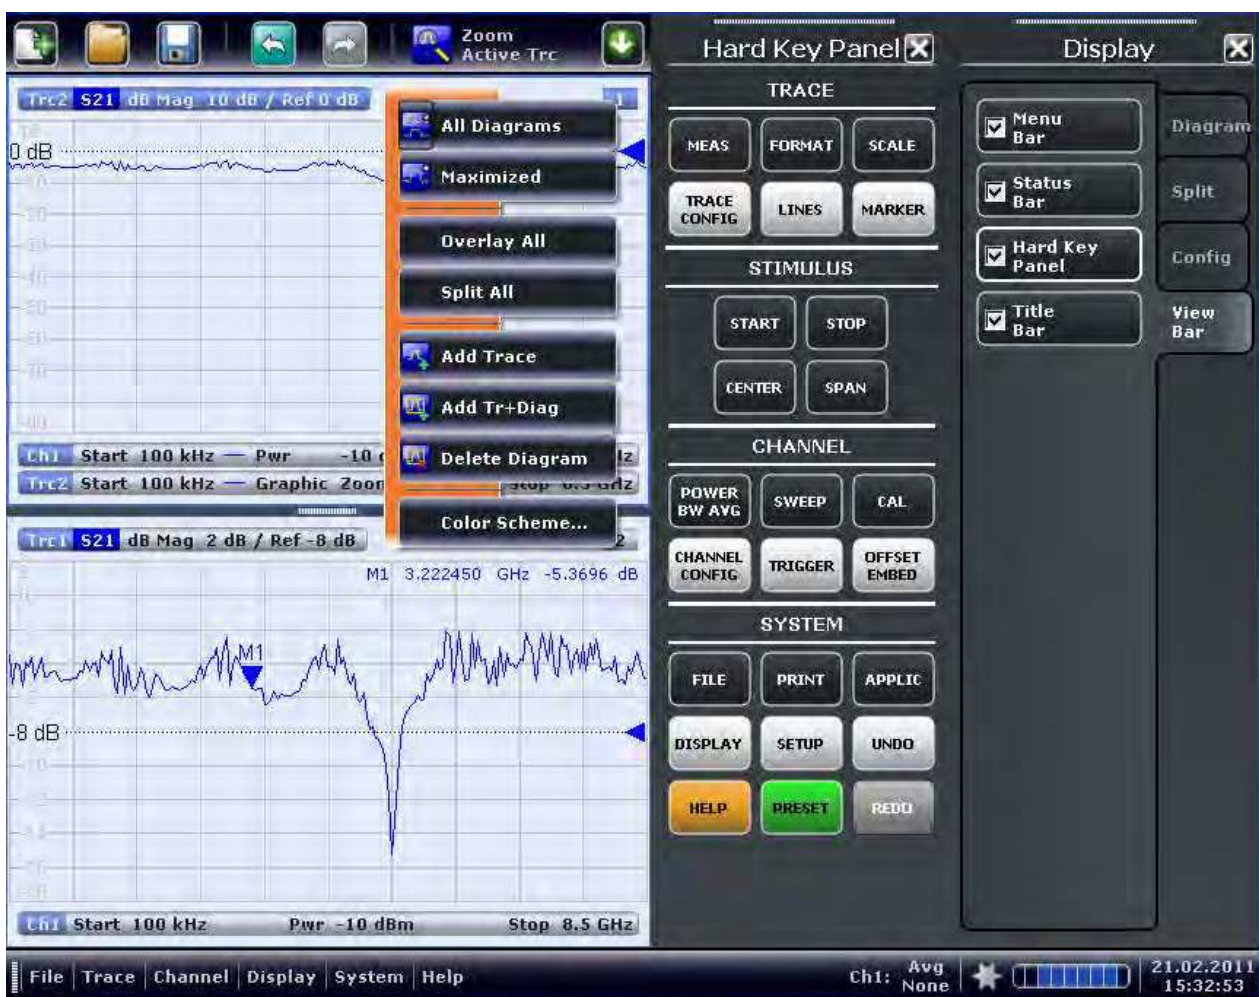 Zoom
Active Trc
Trc2 S21 dB Mag 10 dB / Ref 0 dB
1
0 dB
All Diagrams
Maximized
Overlay All
Split All
Add Trace
Add Tr+Diag
Delete Diagram
Color Scheme...
Ch1 Start 100 kHz — Pwr
Trc2 Start 100 kHz — Graphic
Stop 8.5 GHz
Trc1 S21 dB Mag 2 dB / Ref -8 dB
2
M1 3.222450 GHz -5.3696 dB
M1
-8 dB
Ch1 Start 100 kHz Pwr -10 dBm Stop 8.5 GHz
Hard Key Panel
TRACE
MEAS FORMAT SCALE
TRACE CONFIG LINES MARKER
STIMULUS
START STOP
CENTER SPAN
CHANNEL
POWER BW AVG SWEEP CAL
CHANNEL CONFIG TRIGGER OFFSET EMBED
SYSTEM
FILE PRINT APPLIC
DISPLAY SETUP UNDO
HELP PRESET REDO
Display
Menu Bar
Status Bar
Hard Key Panel
Title Bar
Diagram
Split
Config
View Bar
File Trace Channel Display System Help
Ch1: Avg None
21.02.2011
15:32:53